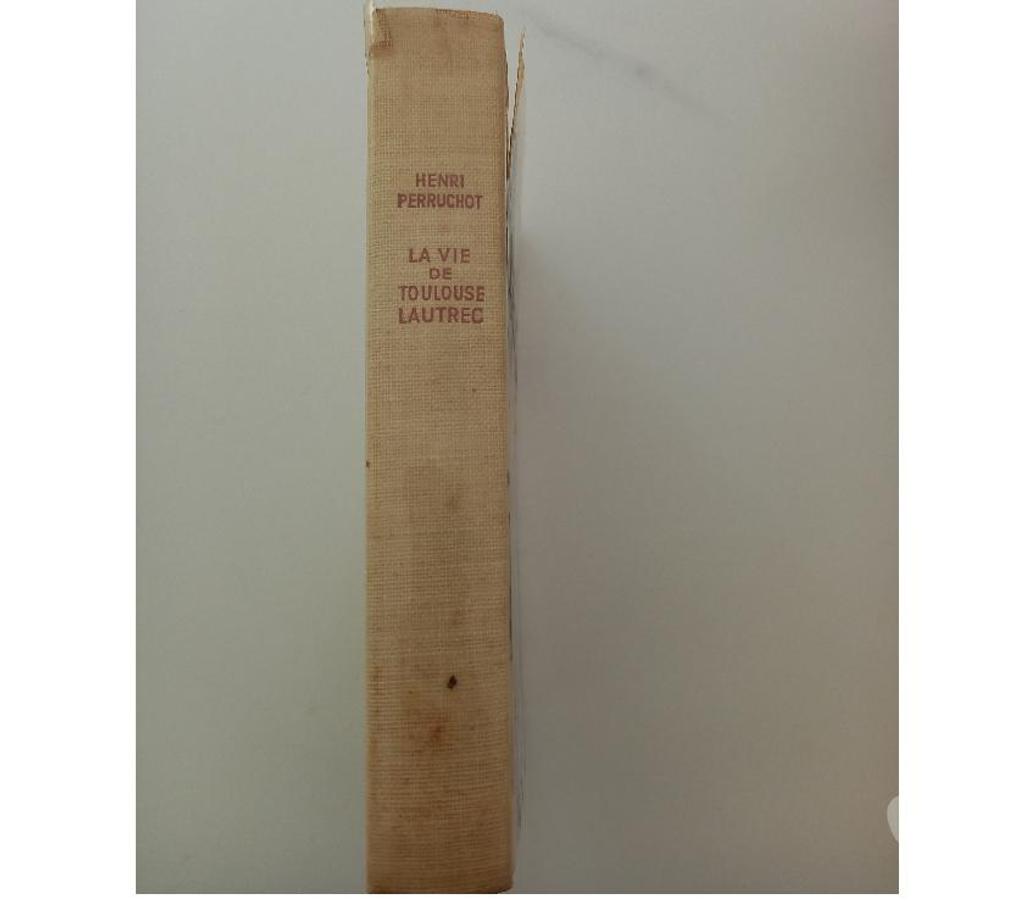 HENRI
PERRUCHOT
LA VIE
DE
TOULOUSE
LAUTREC